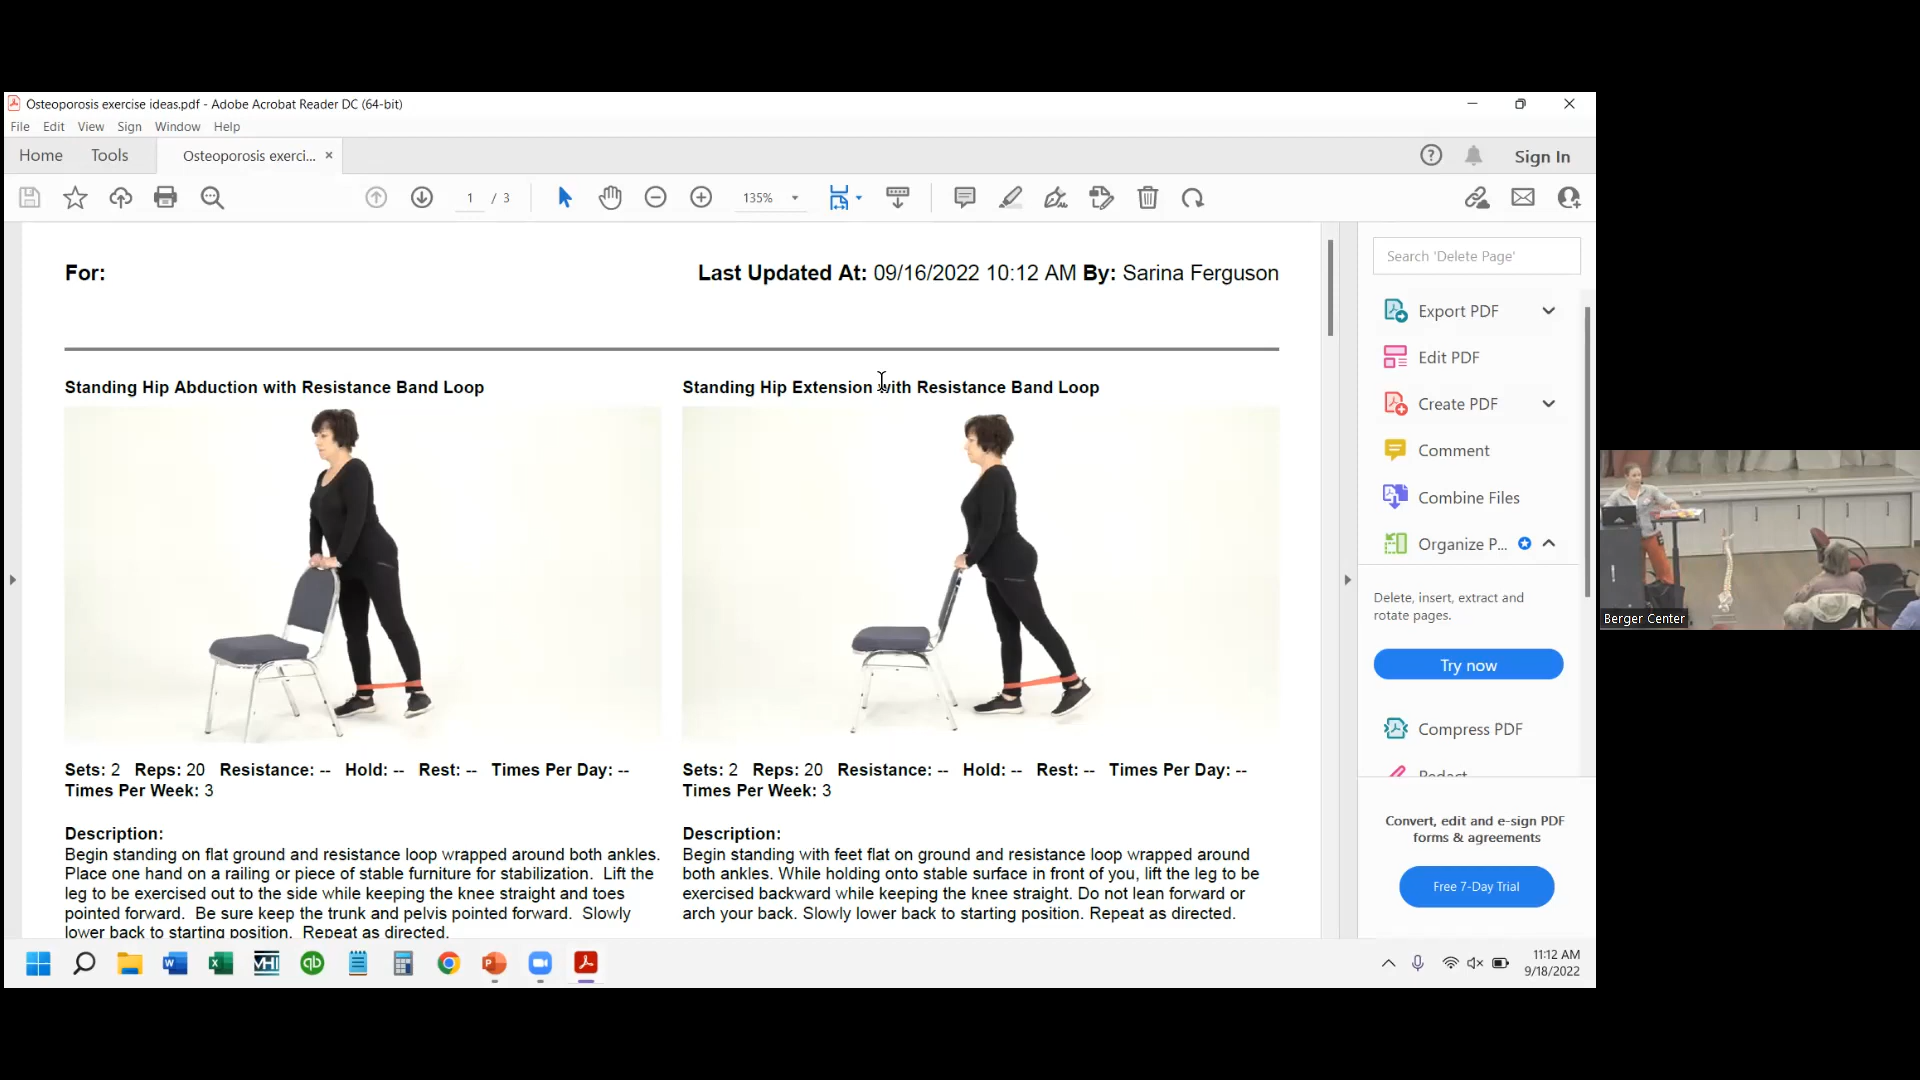 Osteoporosis exercise ideas.pdf - Adobe Acrobat Reader DC (64-bit)
File Edit View Sign Window Help
Home Tools Osteoporosis exerci... × Sign In
1 / 3 135%
For: Last Updated At: 09/16/2022 10:12 AM By: Sarina Ferguson
Standing Hip Abduction with Resistance Band Loop
Sets: 2 Reps: 20 Resistance: -- Hold: -- Rest: -- Times Per Day: --
Times Per Week: 3
Description:
Begin standing on flat ground and resistance loop wrapped around both ankles.
Place one hand on a railing or piece of stable furniture for stabilization. Lift the
leg to be exercised out to the side while keeping the knee straight and toes
pointed forward. Be sure keep the trunk and pelvis pointed forward. Slowly
lower back to starting position. Repeat as directed.
Standing Hip Extension with Resistance Band Loop
Sets: 2 Reps: 20 Resistance: -- Hold: -- Rest: -- Times Per Day: --
Times Per Week: 3
Description:
Begin standing with feet flat on ground and resistance loop wrapped around
both ankles. While holding onto stable surface in front of you, lift the leg to be
exercised backward while keeping the knee straight. Do not lean forward or
arch your back. Slowly lower back to starting position. Repeat as directed.
Search 'Delete Page'
Export PDF
Edit PDF
Create PDF
Comment
Combine Files
Organize P...
Delete, insert, extract and
rotate pages.
Try now
Compress PDF
Redact
Convert, edit and e-sign PDF
forms & agreements
Free 7-Day Trial
Berger Center
VHI
qb
11:12 AM
9/18/2022